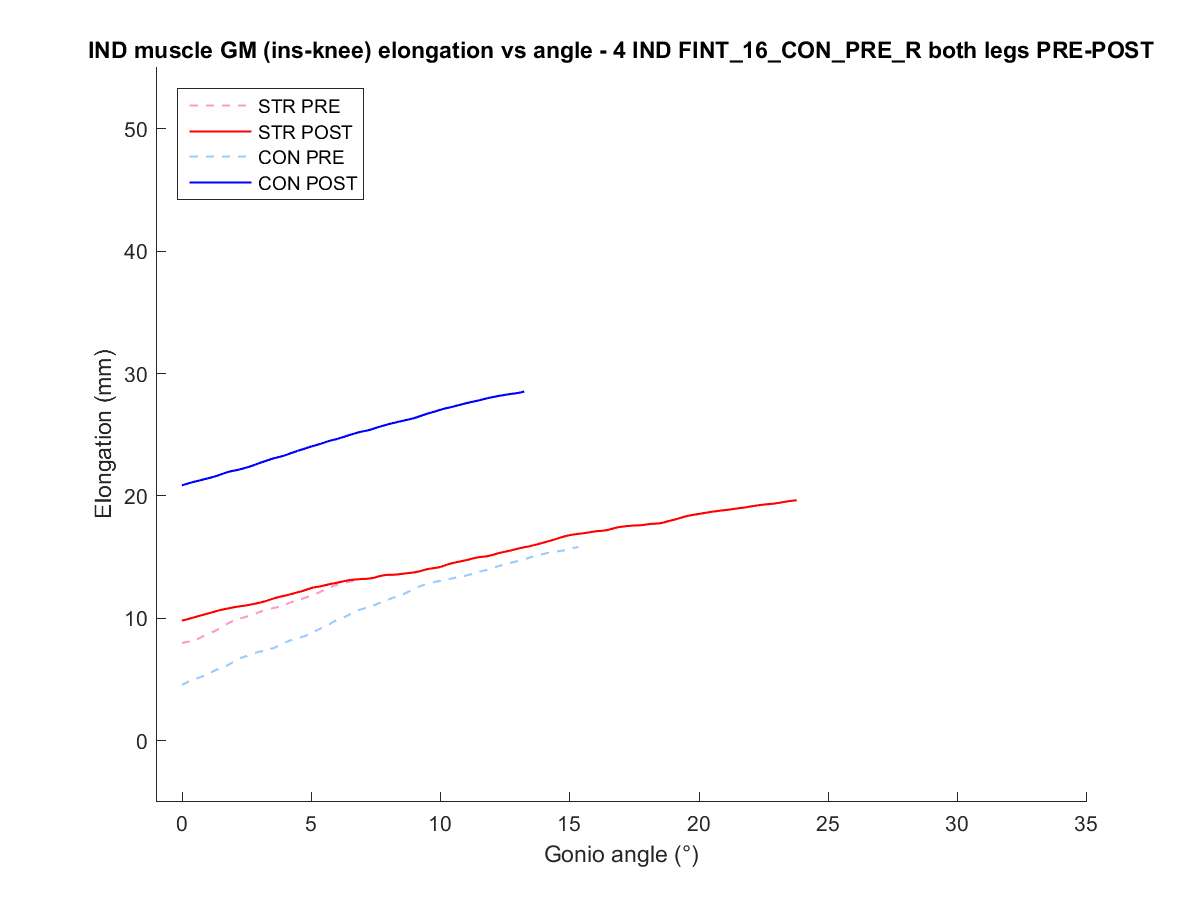 IND muscle GM (ins-knee) elongation vs angle - 4 IND FINT_16_CON_PRE_R both legs PRE-POST
STR PRE
STR POST
CON PRE
CON POST
50
40
30
20
10
0
Elongation (mm)
0 5 10 15 20 25 30 35
Gonio angle (°)